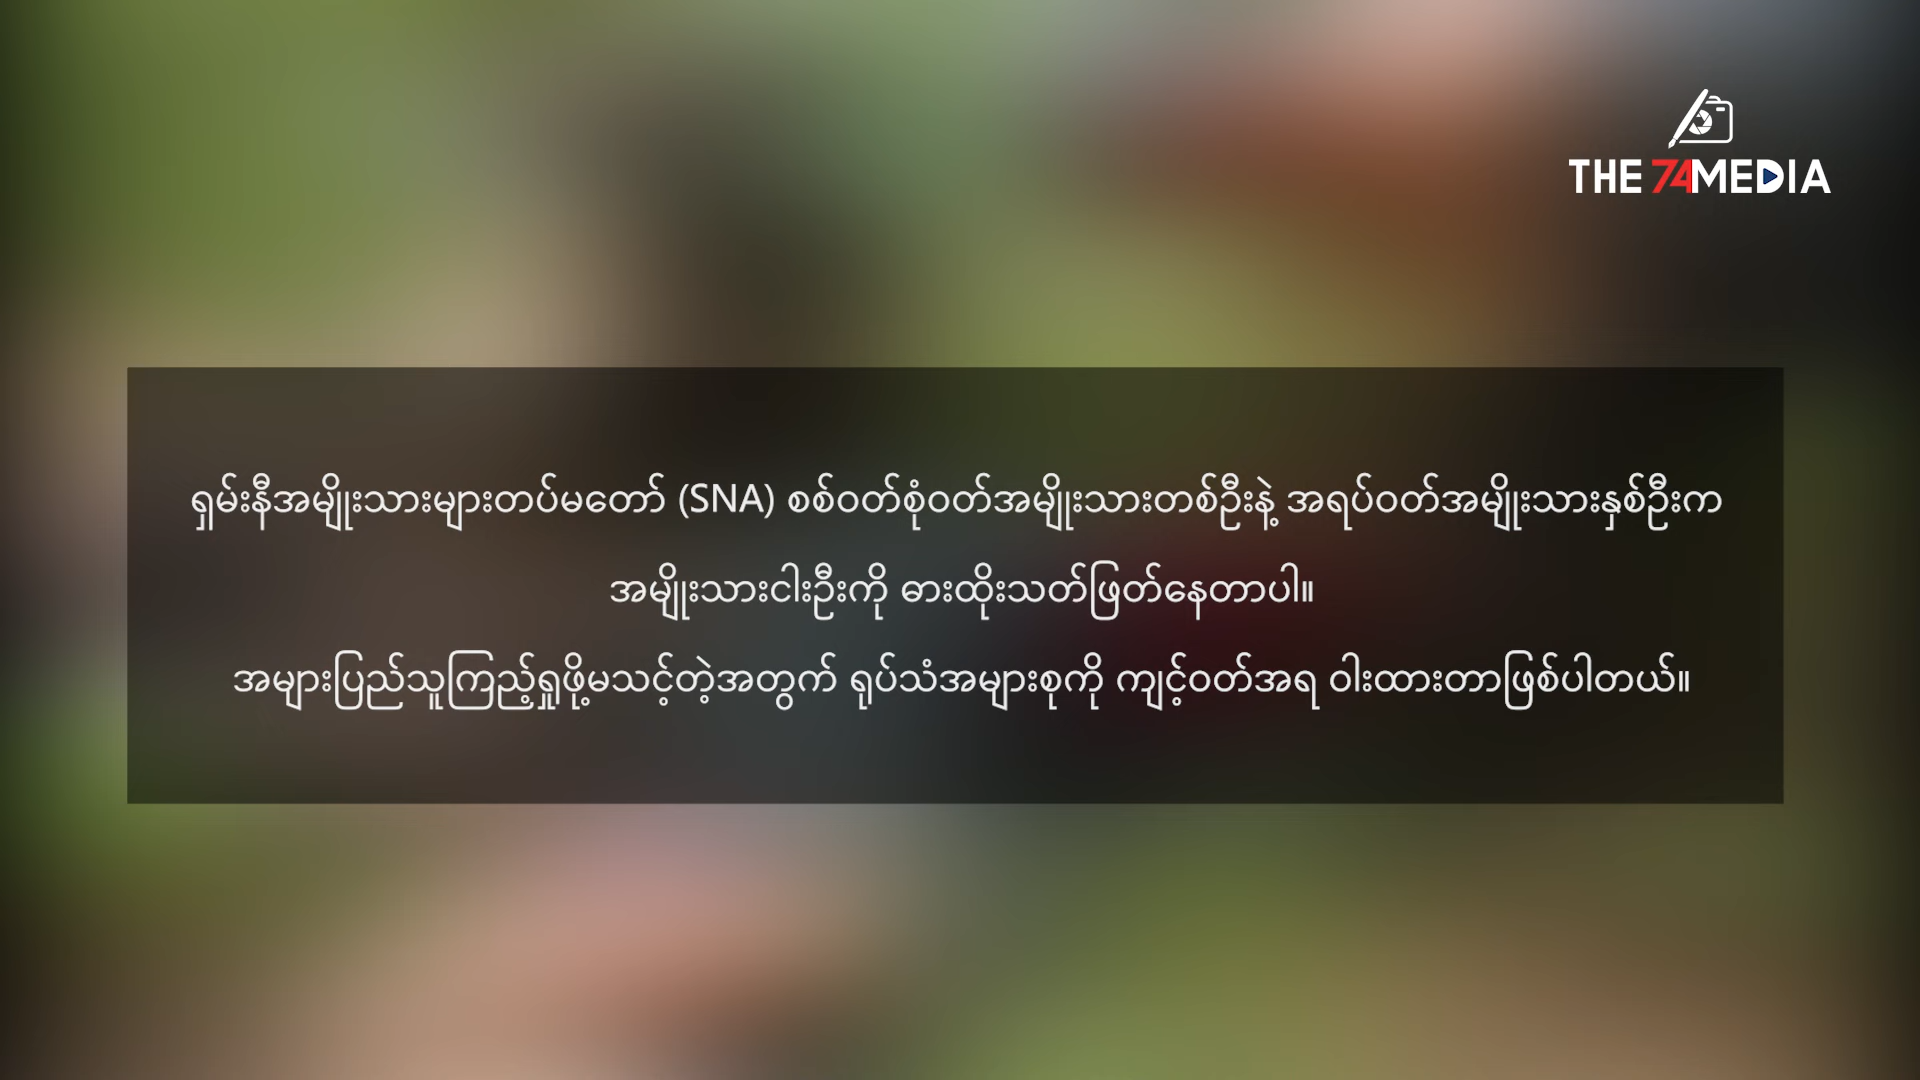 THE 74MEDIA
ရှမ်းနီအမျိုးသားများတပ်မတော် (SNA) စစ်ဝတ်စုံဝတ်အမျိုးသားတစ်ဦးနဲ့ အရပ်ဝတ်အမျိုးသားနှစ်ဦးက
အမျိုးသားငါးဦးကို ဓားထိုးသတ်ဖြတ်နေတာပါ။
အများပြည်သူကြည့်ရှုဖို့မသင့်တဲ့အတွက် ရုပ်သံအများစုကို ကျင့်ဝတ်အရ ဝါးထားတာဖြစ်ပါတယ်။